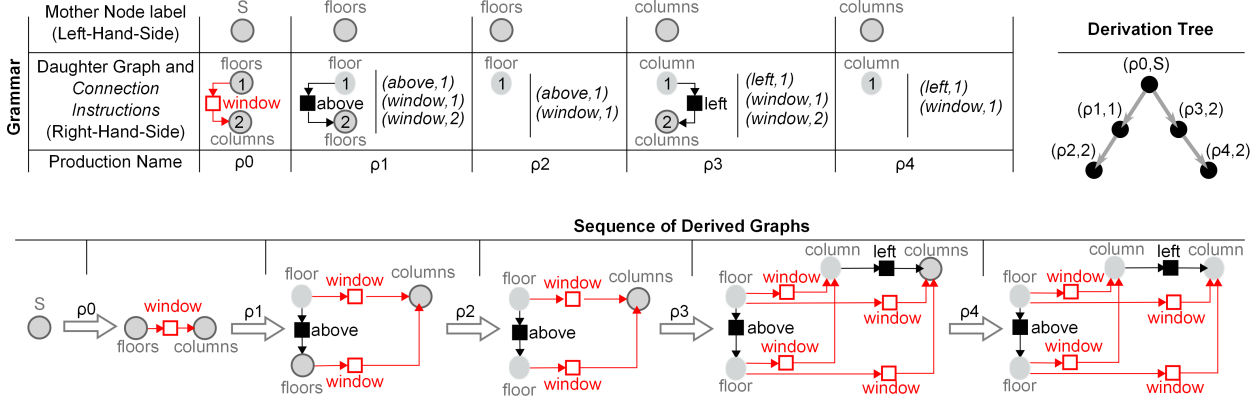 Grammar
Mother Node label
(Left-Hand-Side)
S
floors
floors
columns
columns
Daughter Graph and
Connection
Instructions
(Right-Hand-Side)
floors
1
window
2
columns
floor
1
above
2
floors
(above,1)
(window,1)
(window,2)
floor
1
(above,1)
(window,1)
column
1
left
2
columns
(left,1)
(window,1)
(window,2)
column
1
(left,1)
(window,1)
Production Name
ρ0
ρ1
ρ2
ρ3
ρ4
Derivation Tree
(ρ0,S)
(ρ1,1)
(ρ3,2)
(ρ2,2)
(ρ4,2)
Sequence of Derived Graphs
S
ρ0
window
floors
columns
ρ1
floor
window
columns
above
floors
window
ρ2
floor
window
columns
above
floor
window
ρ3
column
left
columns
floor
window
window
above
window
floor
window
ρ4
column
left
column
floor
window
window
above
window
floor
window